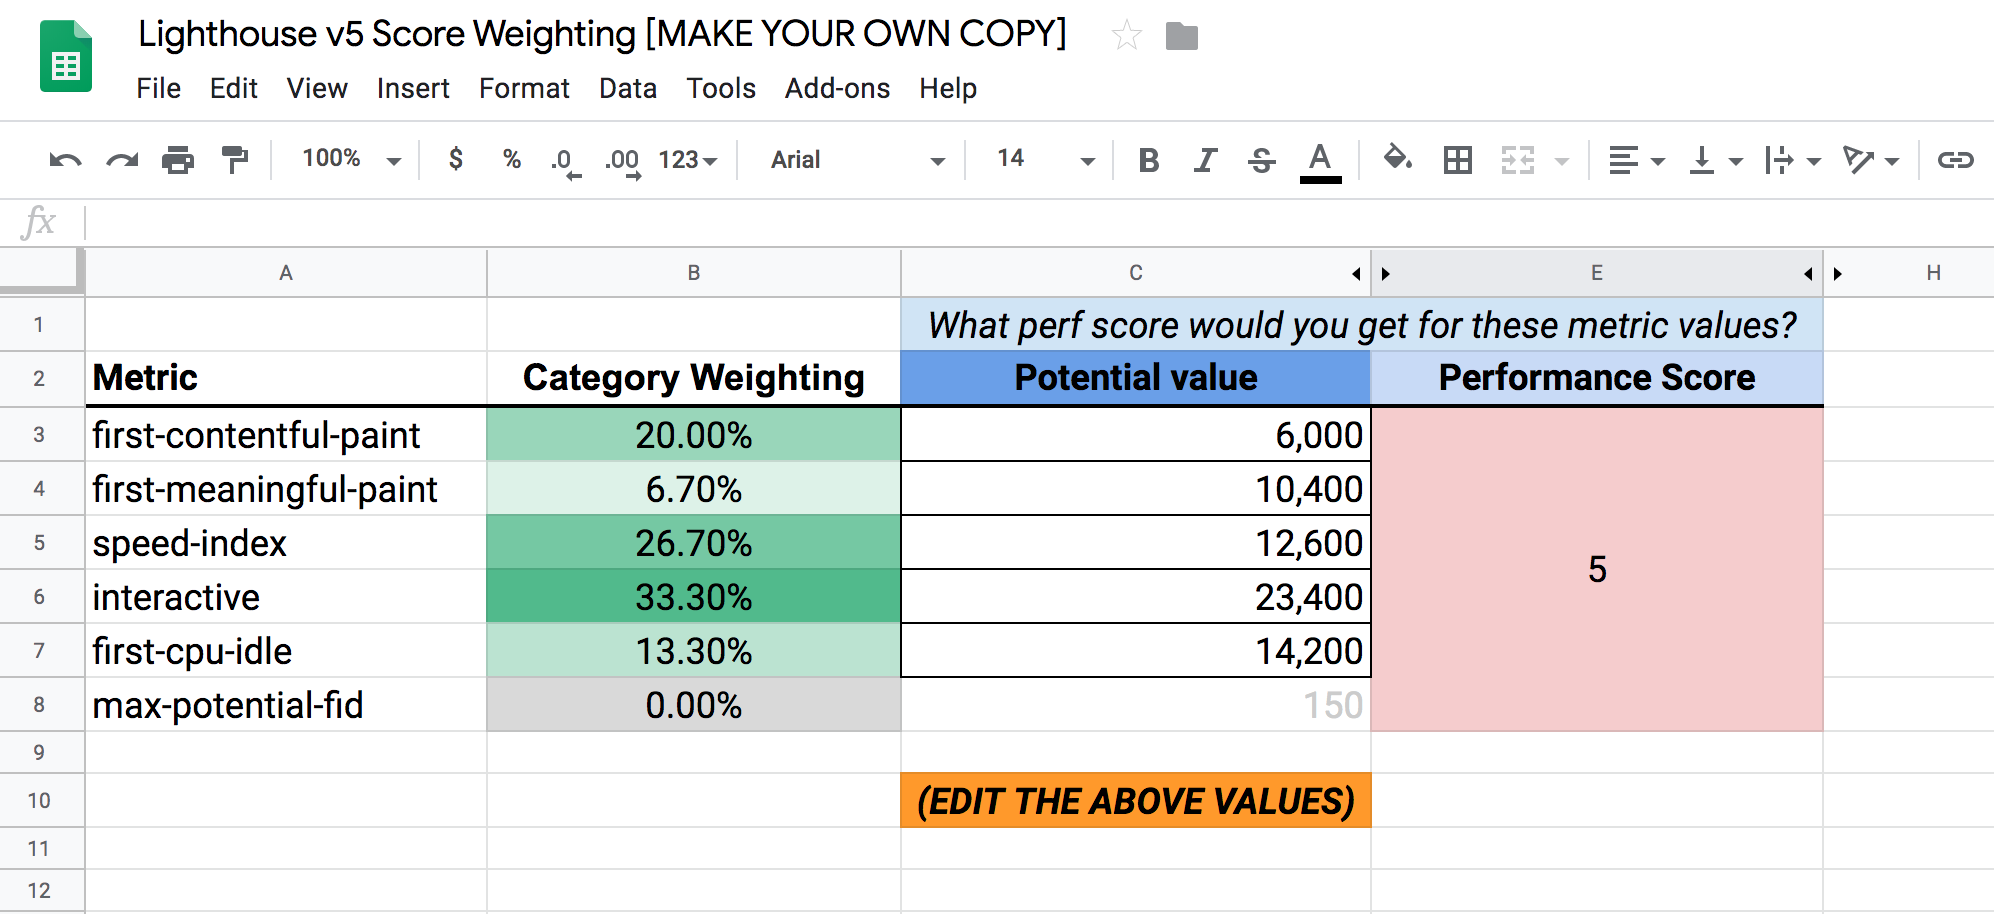 Lighthouse v5 Score Weighting [MAKE YOUR OWN COPY]
File Edit View Insert Format Data Tools Add-ons Help
100% $ % .0 .00 123 Arial 14 B I S A
fx
A B C E H
1 What perf score would you get for these metric values?
2 Metric Category Weighting Potential value Performance Score
3 first-contentful-paint 20.00% 6,000
4 first-meaningful-paint 6.70% 10,400
5 speed-index 26.70% 12,600
5
6 interactive 33.30% 23,400
7 first-cpu-idle 13.30% 14,200
8 max-potential-fid 0.00% 150
9
10 (EDIT THE ABOVE VALUES)
11
12